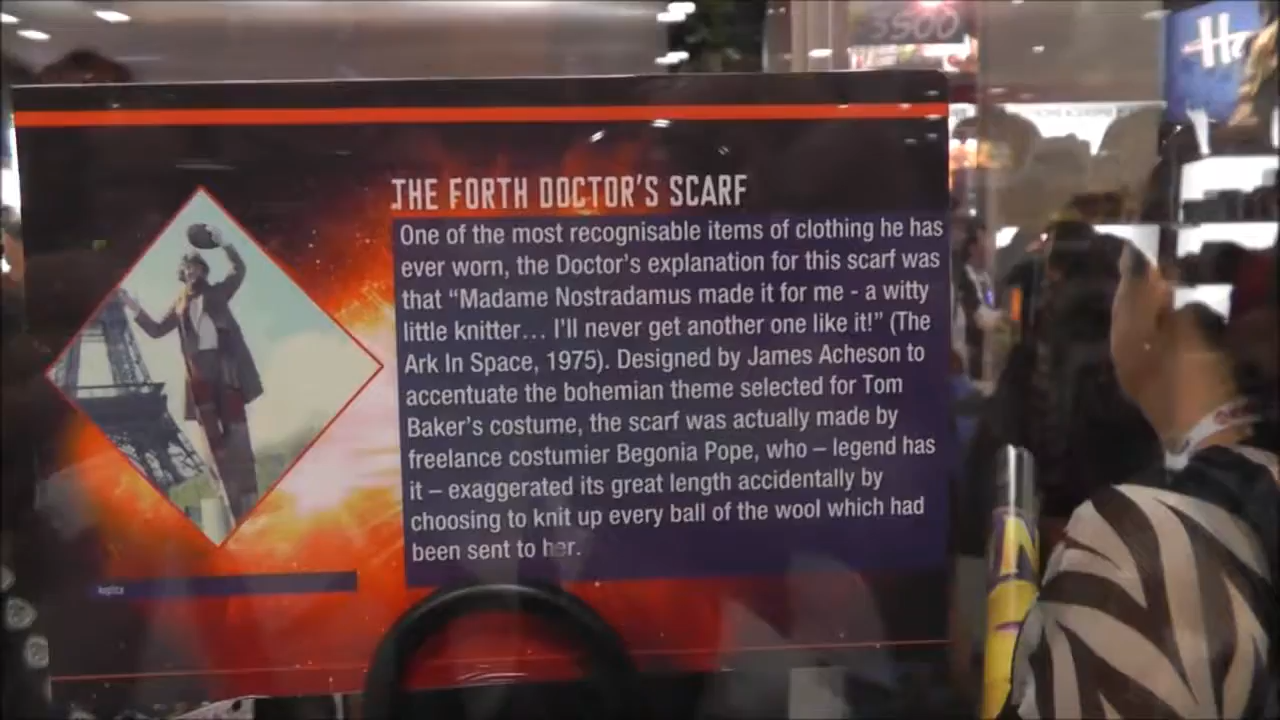 3500
THE FORTH DOCTOR'S SCARF
One of the most recognisable items of clothing he has
ever worn, the Doctor's explanation for this scarf was
that “Madame Nostradamus made it for me - a witty
little knitter... I'll never get another one like it!” (The
Ark In Space, 1975). Designed by James Acheson to
accentuate the bohemian theme selected for Tom
Baker's costume, the scarf was actually made by
freelance costumier Begonia Pope, who – legend has
it – exaggerated its great length accidentally by
choosing to knit up every ball of the wool which had
been sent to her.